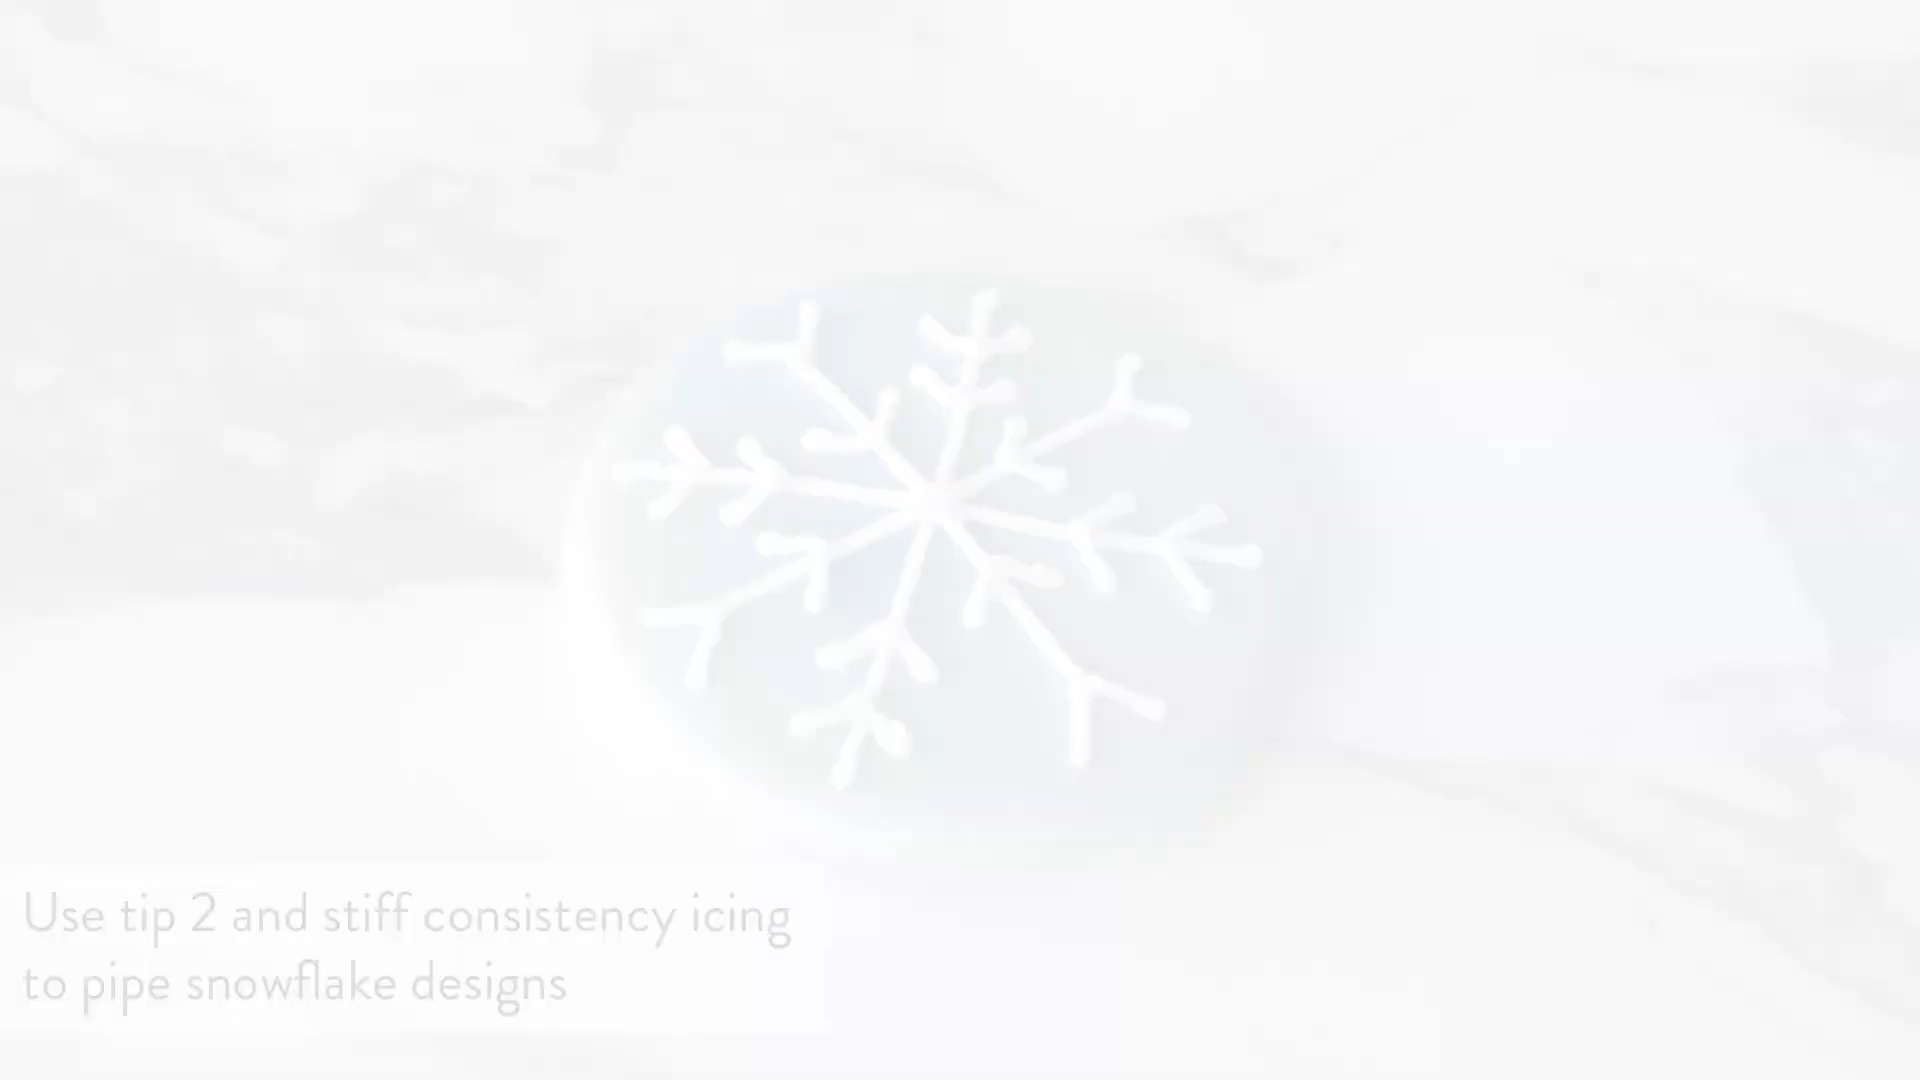 Use tip 2 and stiff consistency icing
to pipe snowflake designs